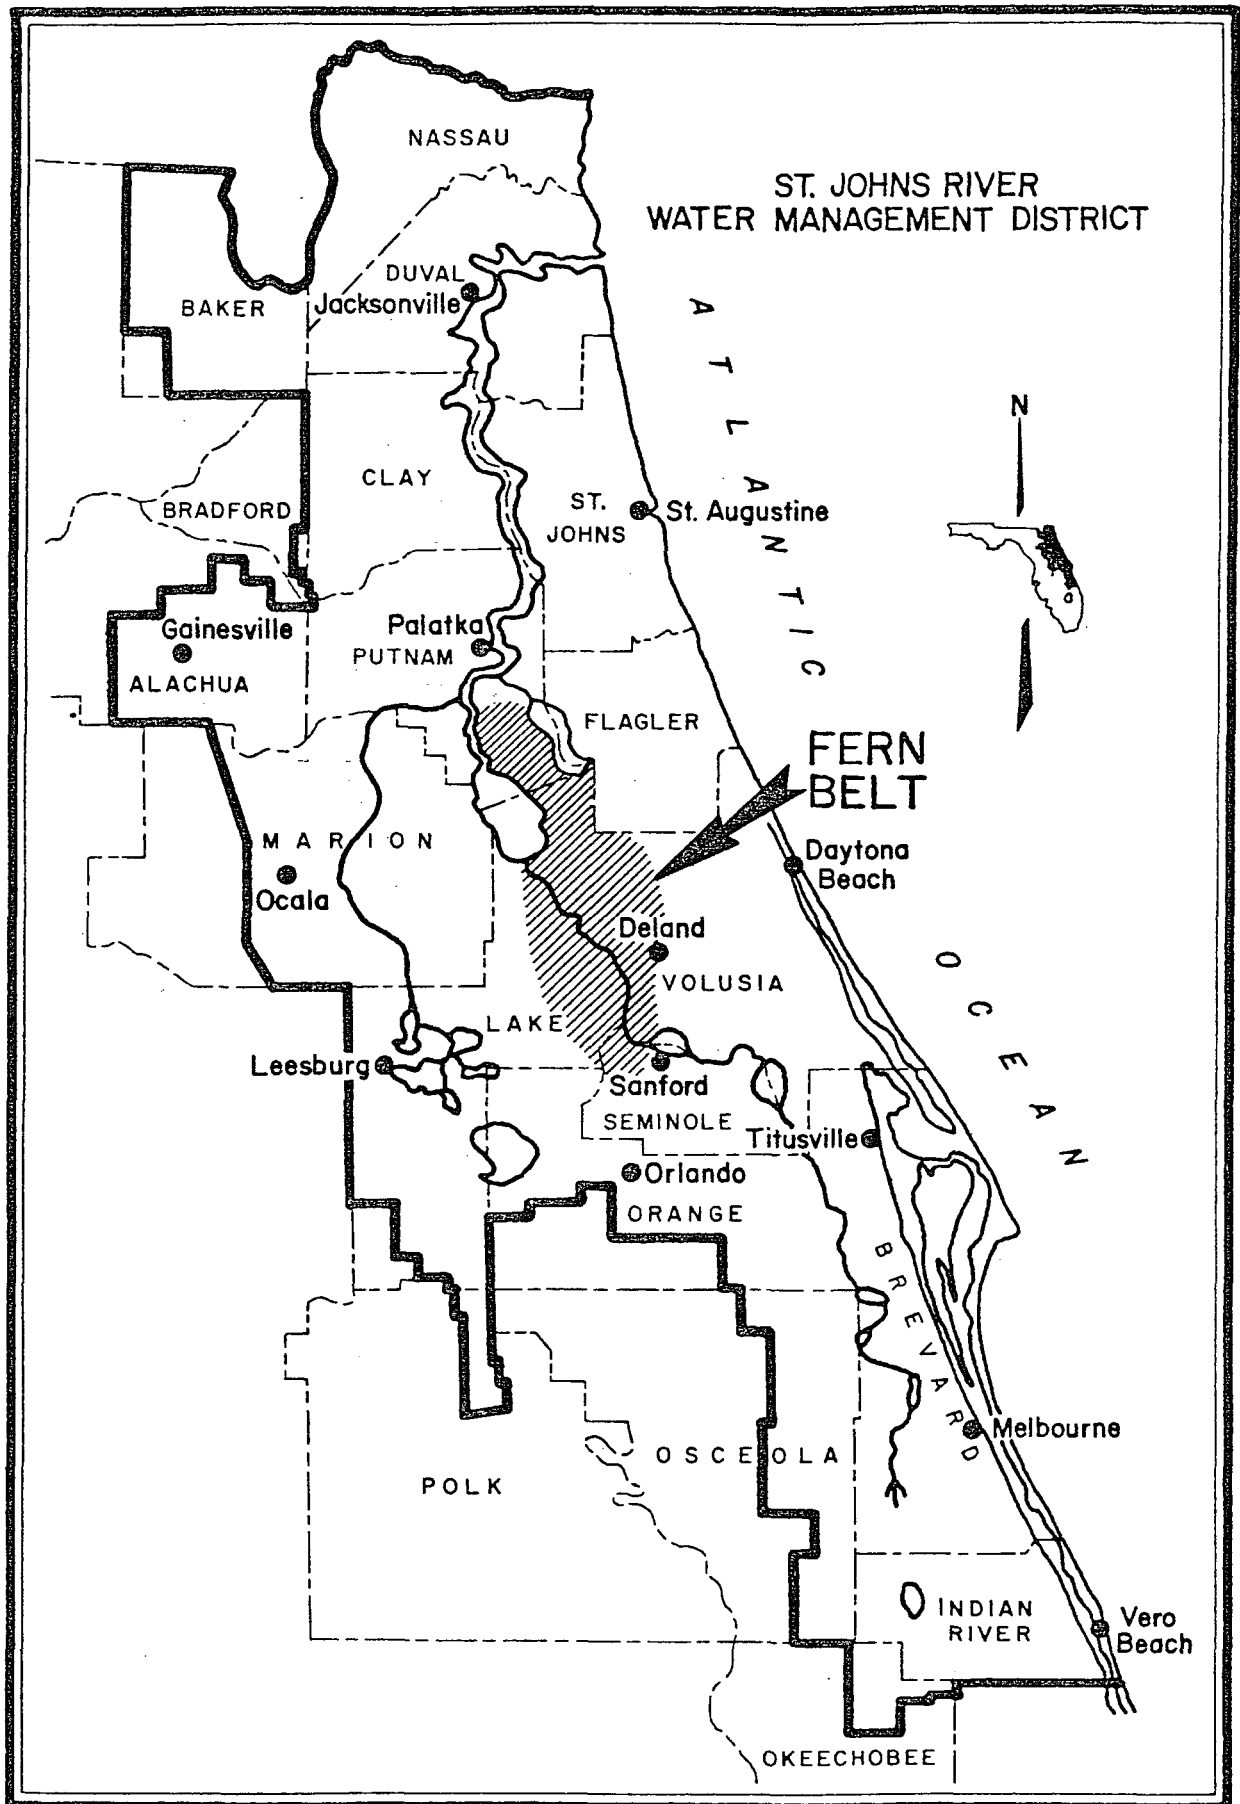 NASSAU
ST. JOHNS RIVER
WATER MANAGEMENT DISTRICT
DUVAL
Jacksonville
BAKER
ATLANTIC
N
CLAY
BRADFORD
ST.
JOHNS
St. Augustine
Gainesville
Palatka
PUTNAM
ALACHUA
FLAGLER
FERN
BELT
MARION
Daytona
Beach
Ocala
Deland
VOLUSIA
OCEAN
LAKE
Leesburg
Sanford
SEMINOLE
Titusville
Orlando
ORANGE
BREVARD
Melbourne
OSCEOLA
POLK
INDIAN
RIVER
Vero
Beach
OKEECHOBEE